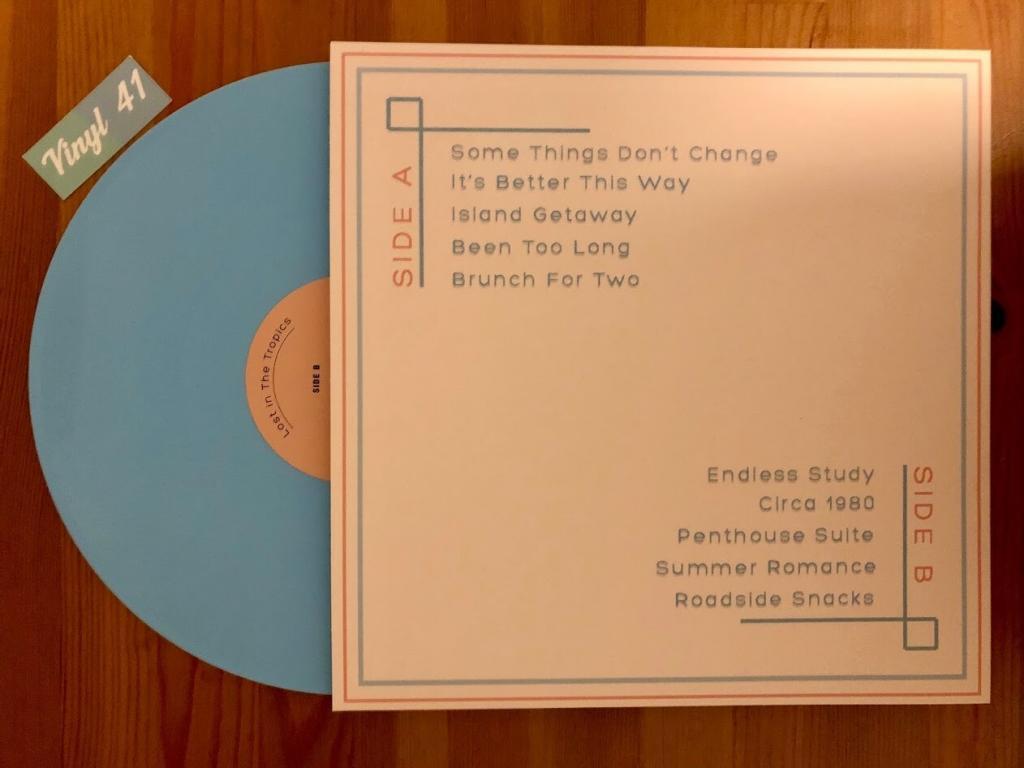 Vinyl 41
Lost in The Tropics
SIDE B
SIDE A
Some Things Don't Change
It's Better This Way
Island Getaway
Been Too Long
Brunch For Two
SIDE B
Endless Study
Circa 1980
Penthouse Suite
Summer Romance
Roadside Snacks